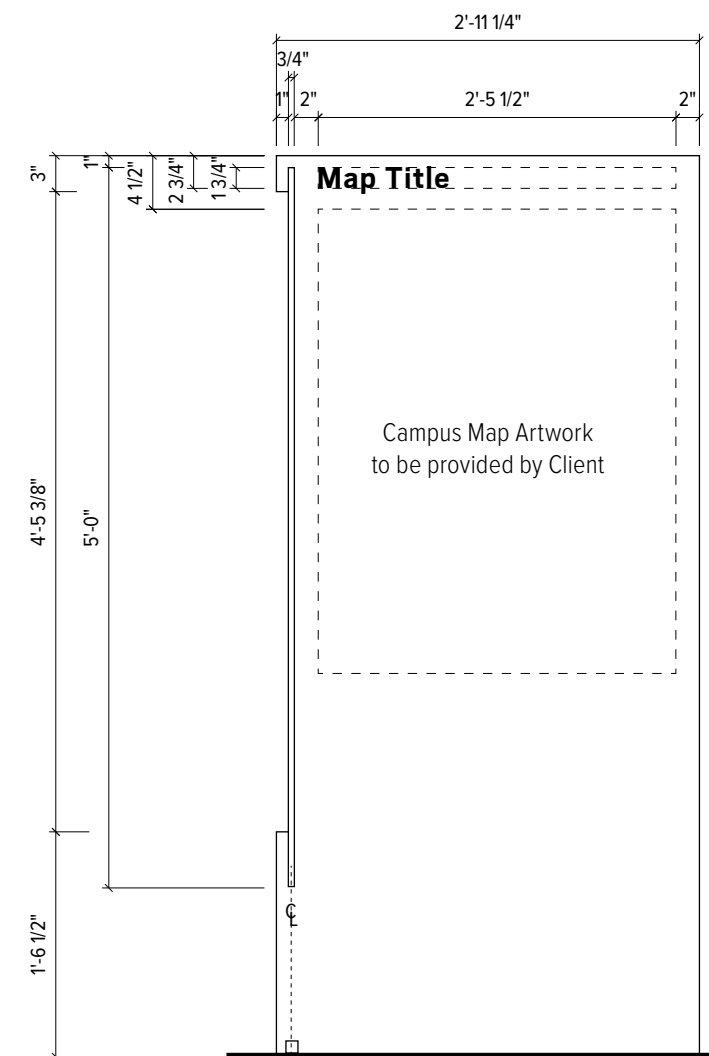 2'-11 1/4"
3/4"
1" 2" 2'-5 1/2" 2"
3" 1" 4 1/2" 2 3/4" 1 3/4"
Map Title
Campus Map Artwork
to be provided by Client
4'-5 3/8"
5'-0"
℄
1'-6 1/2"